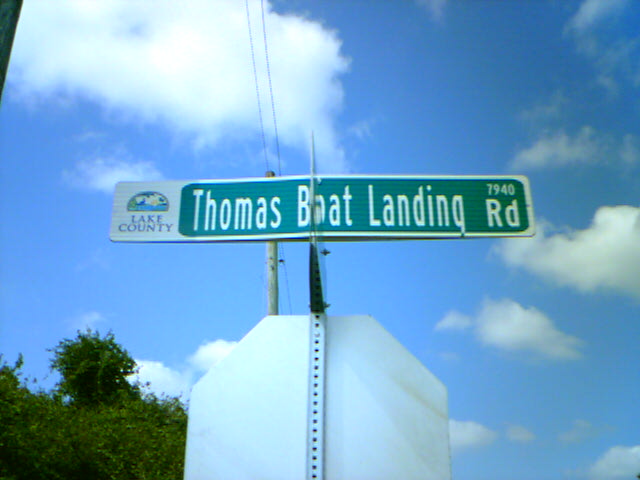 LAKE
COUNTY
Thomas Boat Landing Rd
7940